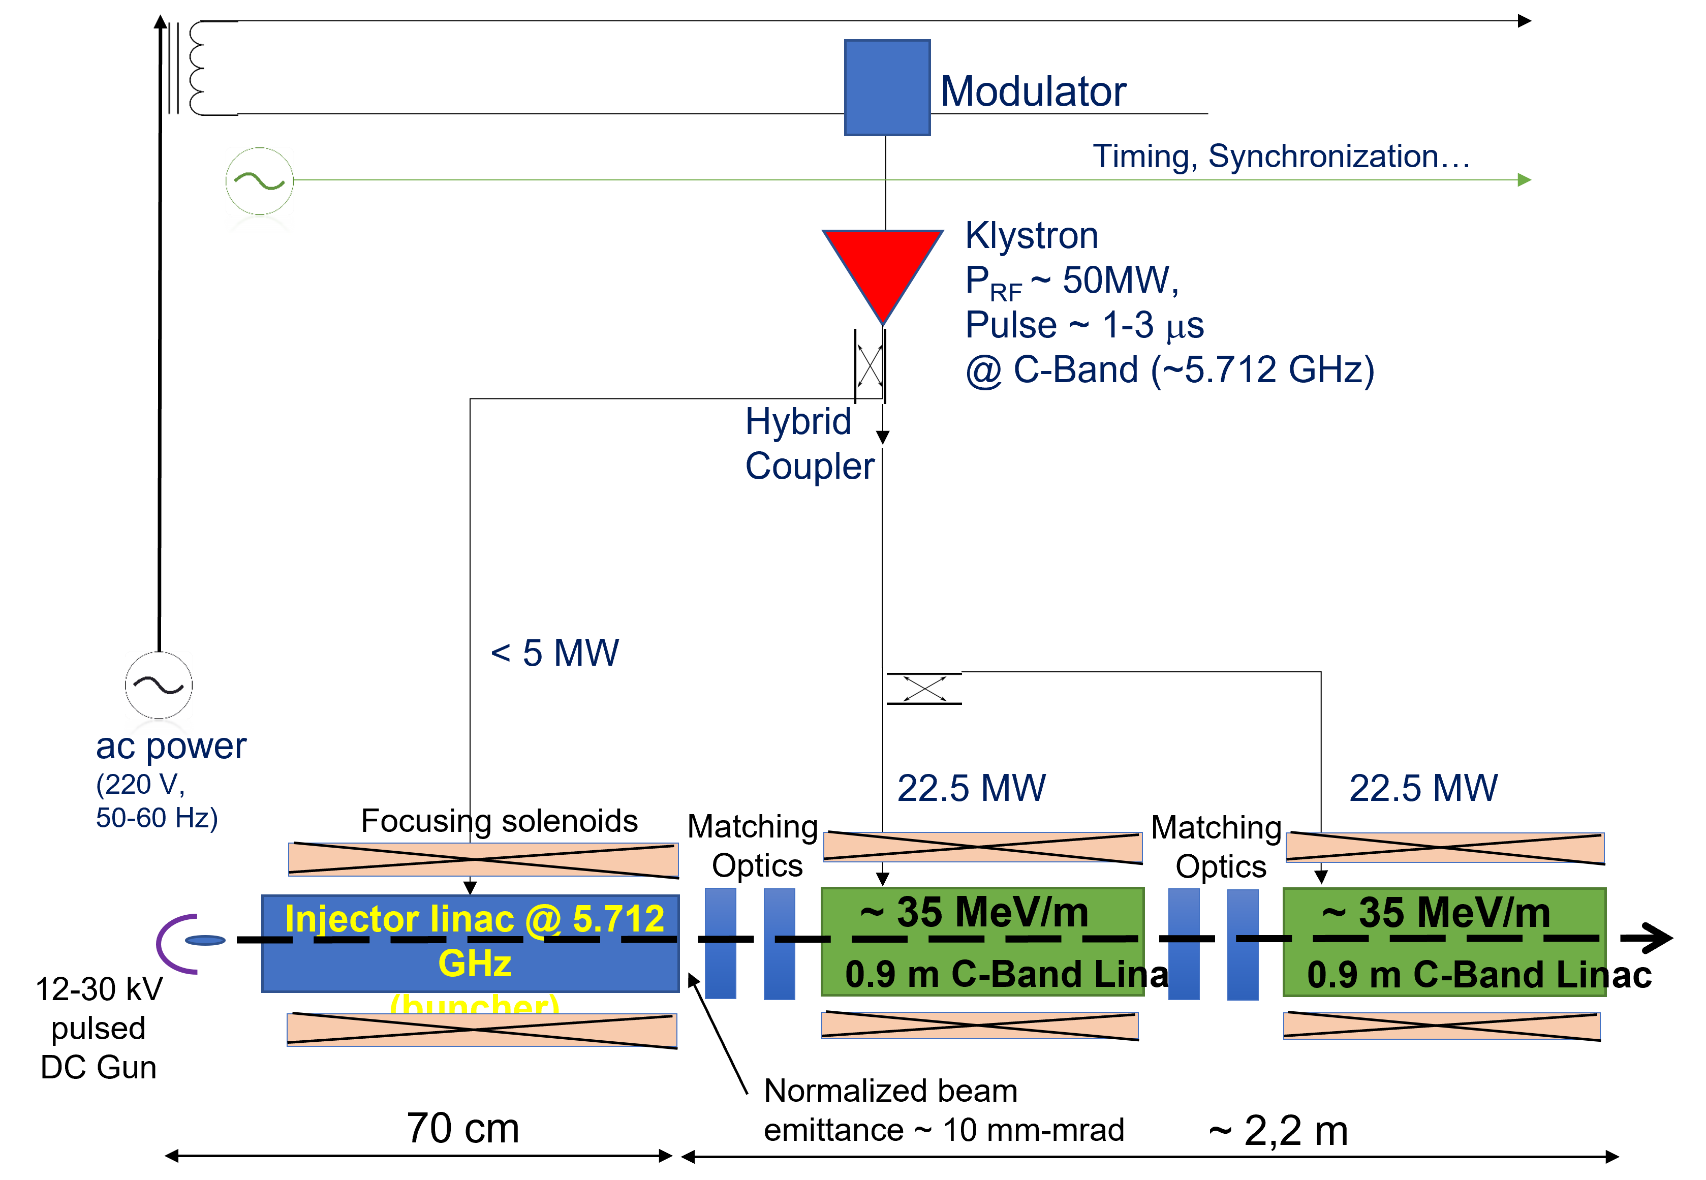 Modulator
Timing, Synchronization…
Klystron
PRF ~ 50MW,
Pulse ~ 1-3 μs
@ C-Band (~5.712 GHz)
Hybrid
Coupler
< 5 MW
ac power
(220 V,
50-60 Hz)
22.5 MW
22.5 MW
Focusing solenoids
Matching
Optics
Matching
Optics
Injector linac @ 5.712
GHz
(buncher)
~ 35 MeV/m
0.9 m C-Band Lina
~ 35 MeV/m
0.9 m C-Band Linac
12-30 kV
pulsed
DC Gun
Normalized beam
emittance ~ 10 mm-mrad
70 cm
~ 2,2 m